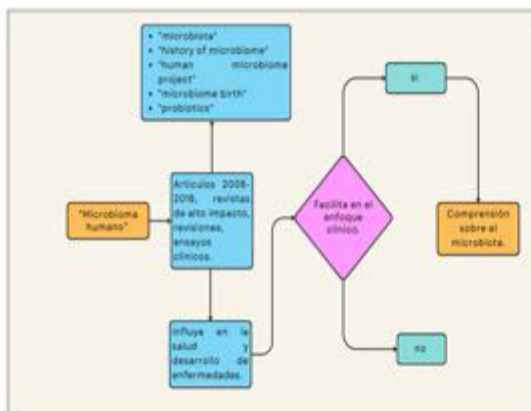 "microbiota"
"history of microbiome"
"human microbiome
project"
"microbiome birth"
"probiotics"
"Microbioma
humano"
Artículos 2008-
2018, revistas
de alto impacto,
revisiones,
ensayos
clínicos.
Influye en la
salud y
desarrollo de
enfermedades.
Facilita en el
enfoque
clínico.
si
Comprensión
sobre el
microbiota.
no